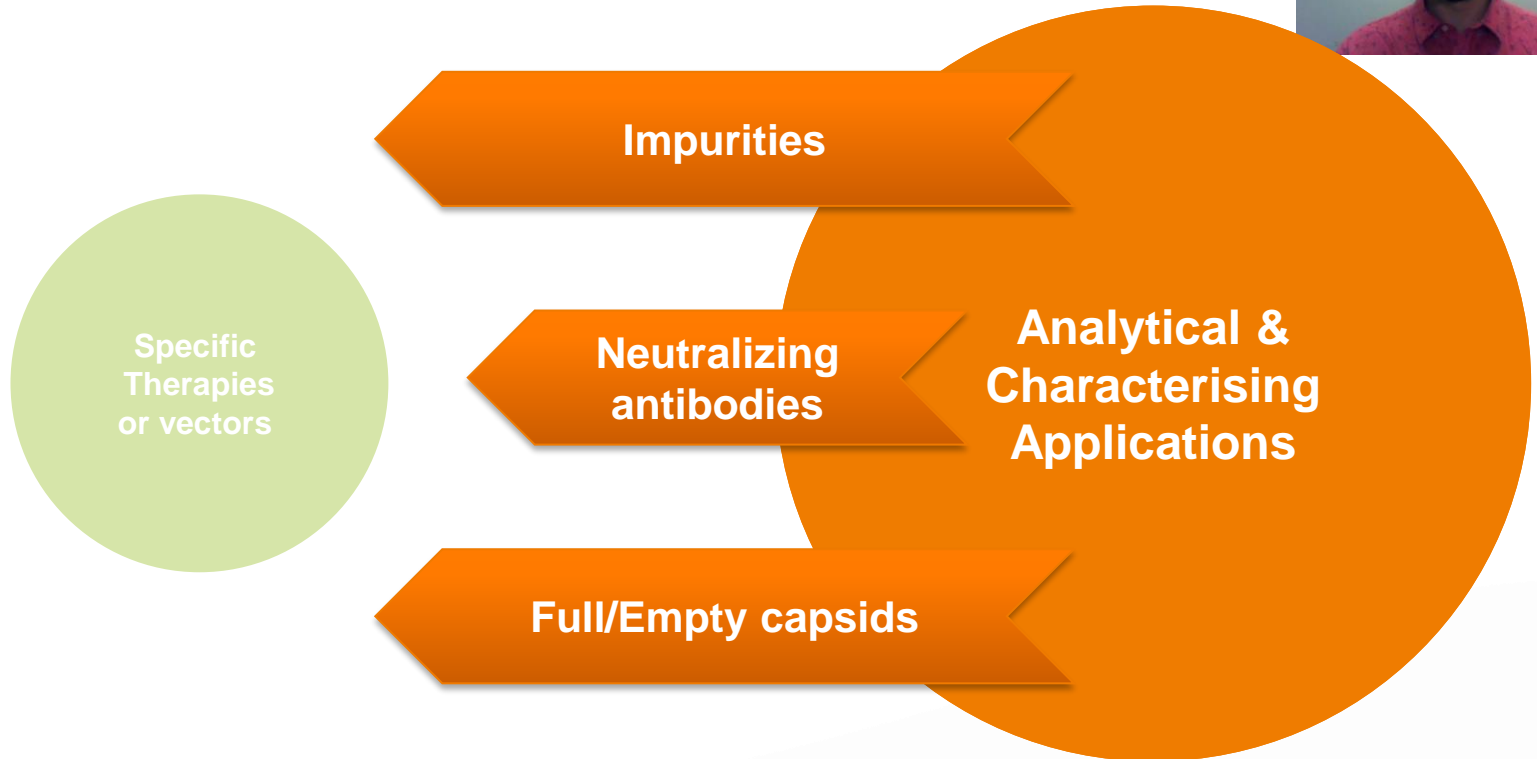 Impurities
Specific
Therapies
or vectors
Neutralizing
antibodies
Analytical &
Characterising
Applications
Full/Empty capsids